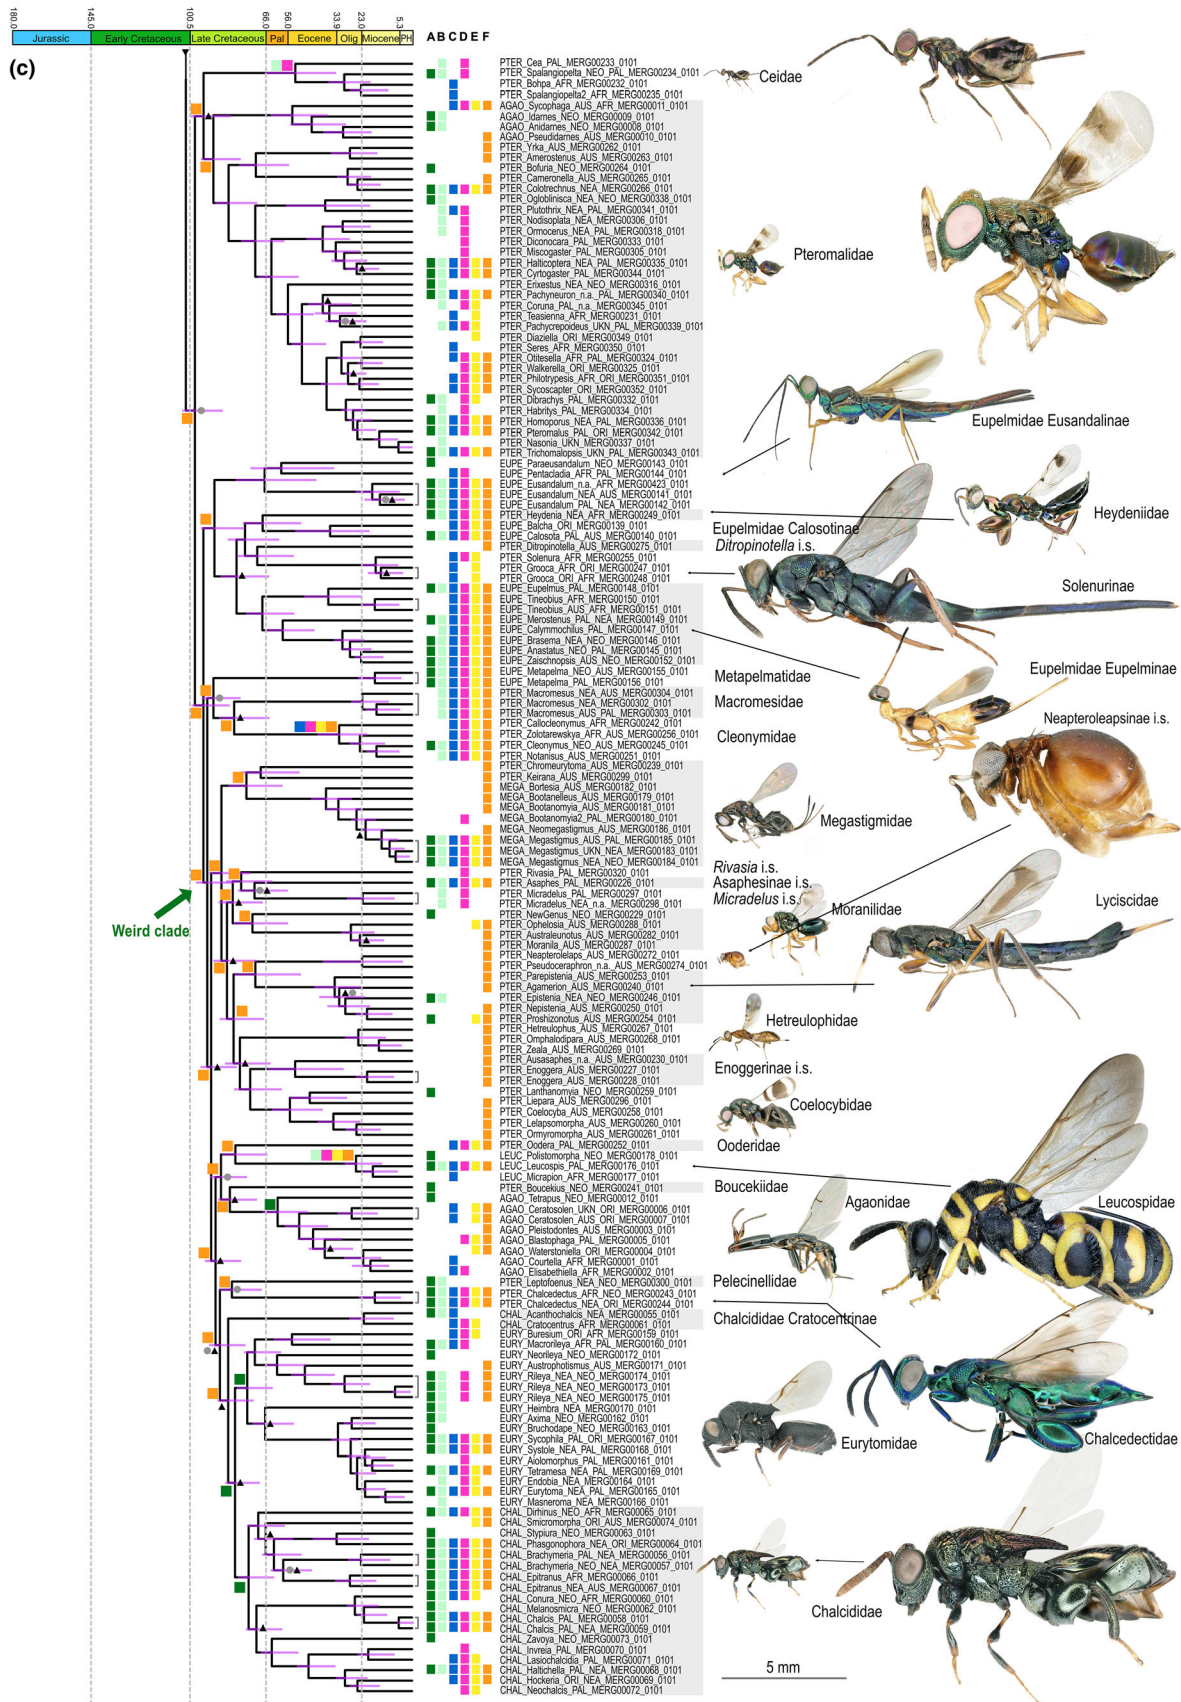 180.0
145.0
100.5
66.0
56.0
33.9
23.0
5.3
Jurassic
Early Cretaceous
Late Cretaceous
Pal
Eocene
Olig
Miocene
PH
A B C D E F
(c)
PTER_Cea_PAL_MERG00233_0101
PTER_Spalangiopelta_NEO_PAL_MERG00234_0101
PTER_Bohpa_AFR_MERG00232_0101
PTER_Spalangiopelta2_AFR_MERG00235_0101
AGAO_Sycophaga_AUS_AFR_MERG00011_0101
AGAO_Idarnes_NEO_MERG00009_0101
AGAO_Anidarnes_NEO_MERG00008_0101
AGAO_Pseudidarnes_AUS_MERG00010_0101
PTER_Yrka_AUS_MERG00262_0101
PTER_Amerostenus_AUS_MERG00263_0101
PTER_Bofuria_NEO_MERG00264_0101
PTER_Cameronella_AUS_MERG00265_0101
PTER_Colotrechnus_NEA_MERG00266_0101
PTER_Ogloblinisca_NEA_NEO_MERG00338_0101
PTER_Plutothrix_NEA_PAL_MERG00341_0101
PTER_Nodisoplata_NEA_MERG00306_0101
PTER_Ormocerus_NEA_PAL_MERG00318_0101
PTER_Diconocara_PAL_MERG00333_0101
PTER_Miscogaster_PAL_MERG00305_0101
PTER_Halticoptera_NEA_PAL_MERG00335_0101
PTER_Cyrtogaster_PAL_MERG00344_0101
PTER_Erixestus_NEA_NEO_MERG00316_0101
PTER_Pachyneuron_n.a._PAL_MERG00340_0101
PTER_Coruna_PAL_n.a._MERG00345_0101
PTER_Teasienna_AFR_MERG00231_0101
PTER_Pachycrepoideus_UKN_PAL_MERG00339_0101
PTER_Diaziella_ORI_MERG00349_0101
PTER_Seres_AFR_MERG00350_0101
PTER_Otitesella_AFR_PAL_MERG00324_0101
PTER_Walkerella_ORI_MERG00325_0101
PTER_Philotrypesis_AFR_ORI_MERG00351_0101
PTER_Sycoscapter_ORI_MERG00352_0101
PTER_Dibrachys_PAL_MERG00332_0101
PTER_Habritys_PAL_MERG00334_0101
PTER_Homoporus_NEA_PAL_MERG00336_0101
PTER_Pteromalus_PAL_ORI_MERG00342_0101
PTER_Nasonia_UKN_MERG00337_0101
PTER_Trichomalopsis_UKN_PAL_MERG00343_0101
EUPE_Paraeusandalum_NEO_MERG00143_0101
EUPE_Pentacladia_AFR_PAL_MERG00144_0101
EUPE_Eusandalum_n.a._AFR_MERG00423_0101
EUPE_Eusandalum_NEA_AUS_MERG00141_0101
EUPE_Eusandalum_PAL_NEA_MERG00142_0101
PTER_Heydenia_NEA_AFR_MERG00249_0101
EUPE_Balcha_ORI_MERG00139_0101
EUPE_Calosota_PAL_AUS_MERG00140_0101
PTER_Ditropinotella_AUS_MERG00275_0101
PTER_Solenura_AFR_MERG00255_0101
PTER_Grooca_AFR_ORI_MERG00247_0101
PTER_Grooca_ORI_AFR_MERG00248_0101
EUPE_Eupelmus_PAL_MERG00148_0101
EUPE_Tineobius_AFR_MERG00150_0101
EUPE_Tineobius_AUS_AFR_MERG00151_0101
EUPE_Merostenus_PAL_NEA_MERG00149_0101
EUPE_Calymmochilus_PAL_MERG00147_0101
EUPE_Brasema_NEA_NEO_MERG00146_0101
EUPE_Anastatus_NEO_PAL_MERG00145_0101
EUPE_Zaischnopsis_AUS_NEO_MERG00152_0101
EUPE_Metapelma_NEO_AUS_MERG00155_0101
EUPE_Metapelma_PAL_MERG00156_0101
PTER_Macromesus_NEA_AUS_MERG00304_0101
PTER_Macromesus_NEA_MERG00302_0101
PTER_Macromesus_AUS_PAL_MERG00303_0101
PTER_Callocleonymus_AFR_MERG00242_0101
PTER_Zolotarewskya_AFR_AUS_MERG00256_0101
PTER_Cleonymus_NEO_AUS_MERG00245_0101
PTER_Notanisus_AUS_MERG00251_0101
PTER_Chromeurytoma_AUS_MERG00239_0101
PTER_Keirana_AUS_MERG00299_0101
MEGA_Bortesia_AUS_MERG00182_0101
MEGA_Bootanelleus_AUS_MERG00179_0101
MEGA_Bootanomyia_AUS_MERG00181_0101
MEGA_Bootanomyia2_PAL_MERG00180_0101
MEGA_Neomegastigmus_AUS_MERG00186_0101
MEGA_Megastigmus_AUS_PAL_MERG00185_0101
MEGA_Megastigmus_UKN_NEA_MERG00183_0101
MEGA_Megastigmus_NEA_NEO_MERG00184_0101
PTER_Rivasia_PAL_MERG00320_0101
PTER_Asaphes_PAL_MERG00226_0101
PTER_Micradelus_PAL_MERG00297_0101
PTER_Micradelus_NEA_n.a._MERG00298_0101
PTER_NewGenus_NEO_MERG00229_0101
PTER_Ophelosia_AUS_MERG00288_0101
PTER_Australeunotus_AUS_MERG00282_0101
PTER_Moranila_AUS_MERG00287_0101
PTER_Neapterolelaps_AUS_MERG00272_0101
PTER_Pseudoceraphron_n.a._AUS_MERG00274_0101
PTER_Parepistenia_AUS_MERG00253_0101
PTER_Agamerion_AUS_MERG00240_0101
PTER_Epistenia_NEA_NEO_MERG00246_0101
PTER_Nepistenia_AUS_MERG00250_0101
PTER_Proshizonotus_AUS_MERG00254_0101
PTER_Hetreulophus_AUS_MERG00267_0101
PTER_Omphalodipara_AUS_MERG00268_0101
PTER_Zeala_AUS_MERG00269_0101
PTER_Ausasaphes_n.a._AUS_MERG00230_0101
PTER_Enoggera_AUS_MERG00227_0101
PTER_Enoggera_AUS_MERG00228_0101
PTER_Lanthanomyia_NEO_MERG00259_0101
PTER_Liepara_AUS_MERG00296_0101
PTER_Coelocyba_AUS_MERG00258_0101
PTER_Lelapsomorpha_AUS_MERG00260_0101
PTER_Ormyromorpha_AUS_MERG00261_0101
PTER_Oodera_PAL_MERG00252_0101
LEUC_Polistomorpha_NEO_MERG00178_0101
LEUC_Leucospis_PAL_MERG00176_0101
LEUC_Micrapion_AFR_MERG00177_0101
PTER_Boucekius_NEO_MERG00241_0101
AGAO_Tetrapus_NEO_MERG00012_0101
AGAO_Ceratosolen_UKN_ORI_MERG00006_0101
AGAO_Ceratosolen_AUS_ORI_MERG00007_0101
AGAO_Pleistodontes_AUS_MERG00003_0101
AGAO_Blastophaga_PAL_MERG00005_0101
AGAO_Waterstoniella_ORI_MERG00004_0101
AGAO_Courtella_AFR_MERG00001_0101
AGAO_Elisabethiella_AFR_MERG00002_0101
PTER_Leptofoenus_NEA_NEO_MERG00300_0101
PTER_Chalcedectus_AFR_NEO_MERG00243_0101
PTER_Chalcedectus_NEA_ORI_MERG00244_0101
CHAL_Acanthochalcis_NEA_MERG00055_0101
CHAL_Cratocentrus_AFR_MERG00061_0101
EURY_Buresium_ORI_AFR_MERG00159_0101
EURY_Macrorileya_AFR_PAL_MERG00160_0101
EURY_Neorileya_NEO_MERG00172_0101
EURY_Austrophotismus_AUS_MERG00171_0101
EURY_Rileya_NEA_NEO_MERG00174_0101
EURY_Rileya_NEA_NEO_MERG00173_0101
EURY_Rileya_NEA_NEO_MERG00175_0101
EURY_Heimbra_NEA_MERG00170_0101
EURY_Axima_NEO_MERG00162_0101
EURY_Bruchodape_NEO_MERG00163_0101
EURY_Sycophila_PAL_ORI_MERG00167_0101
EURY_Systole_NEA_PAL_MERG00168_0101
EURY_Aiolomorphus_PAL_MERG00161_0101
EURY_Tetramesa_NEA_PAL_MERG00169_0101
EURY_Endobia_NEA_MERG00164_0101
EURY_Eurytoma_NEA_PAL_MERG00165_0101
EURY_Masneroma_NEA_MERG00166_0101
CHAL_Dirhinus_NEO_AFR_MERG00065_0101
CHAL_Smicromorpha_ORI_AUS_MERG00074_0101
CHAL_Stypiura_NEO_MERG00063_0101
CHAL_Phasgonophora_NEA_ORI_MERG00064_0101
CHAL_Brachymeria_PAL_NEA_MERG00056_0101
CHAL_Brachymeria_NEO_NEA_MERG00057_0101
CHAL_Epitranus_AFR_MERG00066_0101
CHAL_Epitranus_NEA_AUS_MERG00067_0101
CHAL_Conura_AFR_NEO_MERG00060_0101
CHAL_Melanosmicra_NEO_MERG00062_0101
CHAL_Chalcis_PAL_MERG00058_0101
CHAL_Chalcis_PAL_NEA_MERG00059_0101
CHAL_Zavoya_NEO_MERG00073_0101
CHAL_Invreia_PAL_MERG00070_0101
CHAL_Lasiochalcidia_PAL_MERG00071_0101
CHAL_Haltichella_PAL_NEA_MERG00068_0101
CHAL_Hockeria_ORI_NEO_MERG00069_0101
CHAL_Neochalcis_PAL_MERG00072_0101
Weird clade
Ceidae
Pteromalidae
Eupelmidae Eusandalinae
Heydeniidae
Eupelmidae Calosotinae
Ditropinotella i.s.
Solenurinae
Eupelmidae Eupelminae
Metapelmatidae
Macromesidae
Neapteroleapsinae i.s.
Cleonymidae
Megastigmidae
Rivasia i.s.
Asaphesinae i.s.
Micradelus i.s.
Moranilidae
Lyciscidae
Hetreulophidae
Enoggerinae i.s.
Coelocybidae
Ooderidae
Boucekiidae
Agaonidae
Leucospidae
Pelecinellidae
Chalcididae Cratocentrinae
Eurytomidae
Chalcedectidae
Chalcididae
5 mm